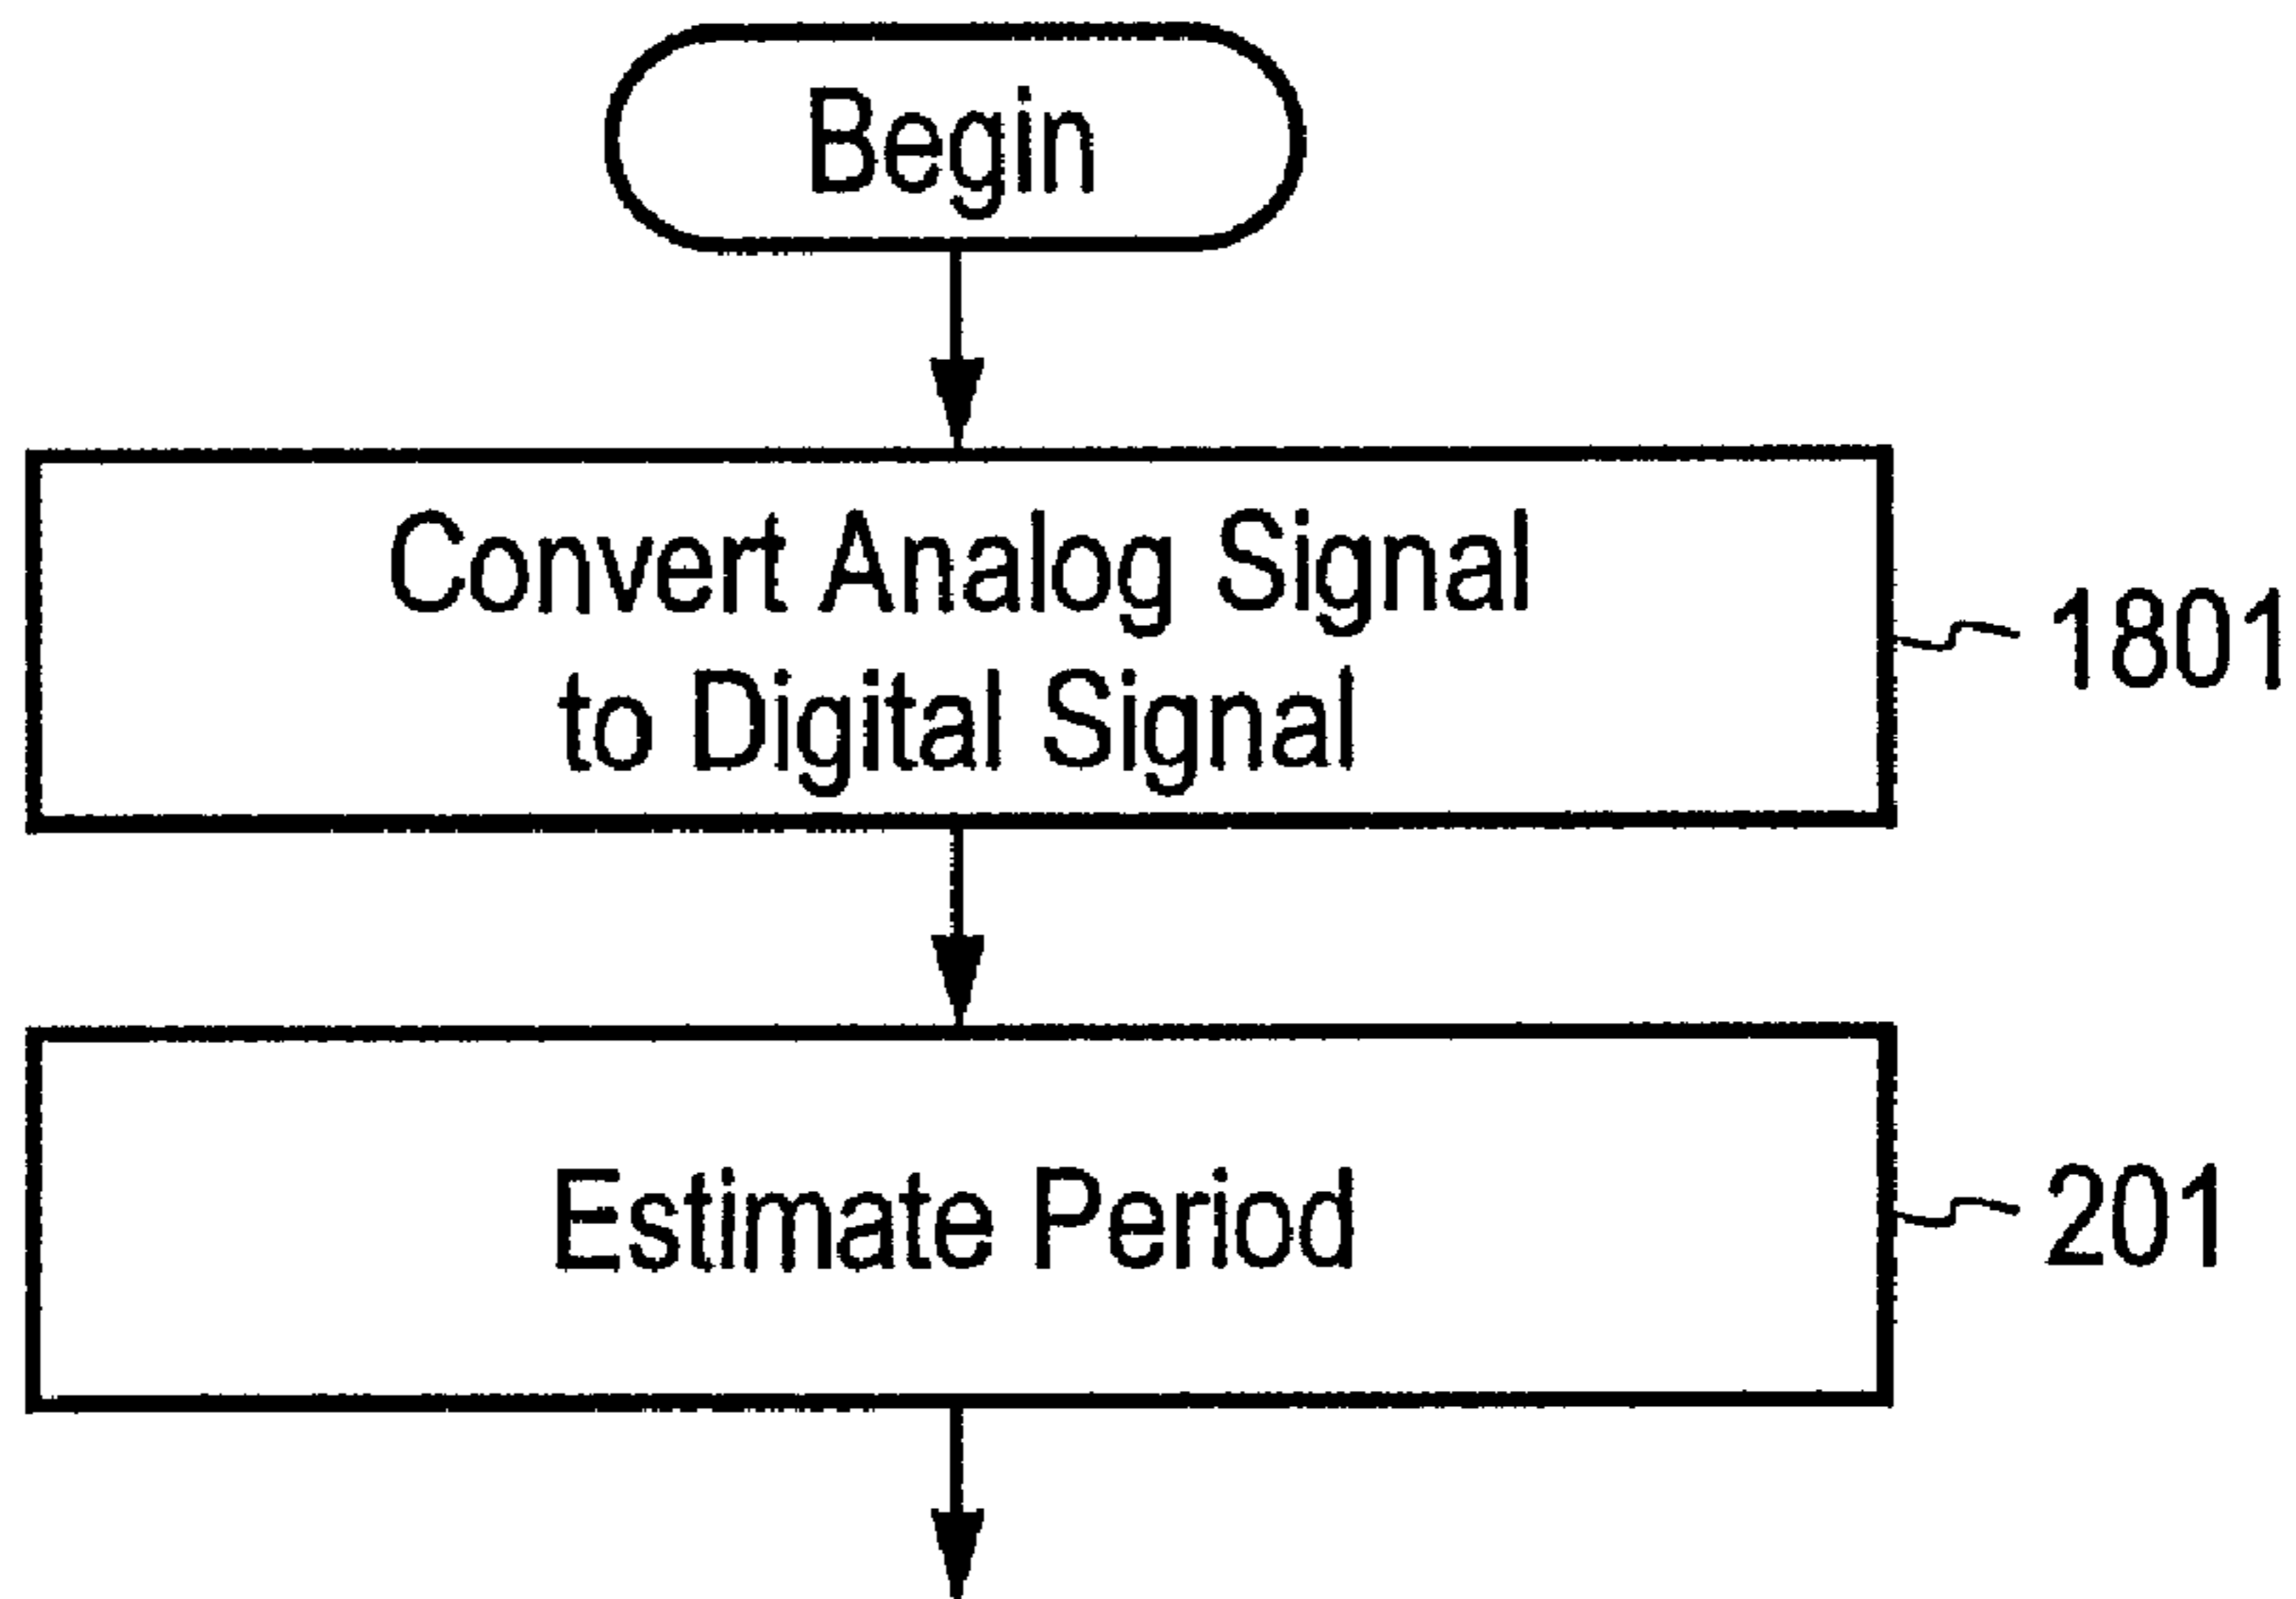 Begin
Convert Analog Signal
to Digital Signal
1801
Estimate Period
201